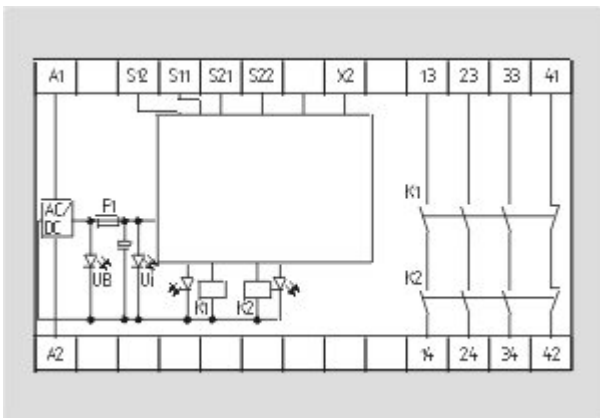 A1 S12 S11 S21 S22 X2 13 23 33 41
K1
AC/
DC
F1
UB Ui
K1 K2
K2
A2 14 24 34 42